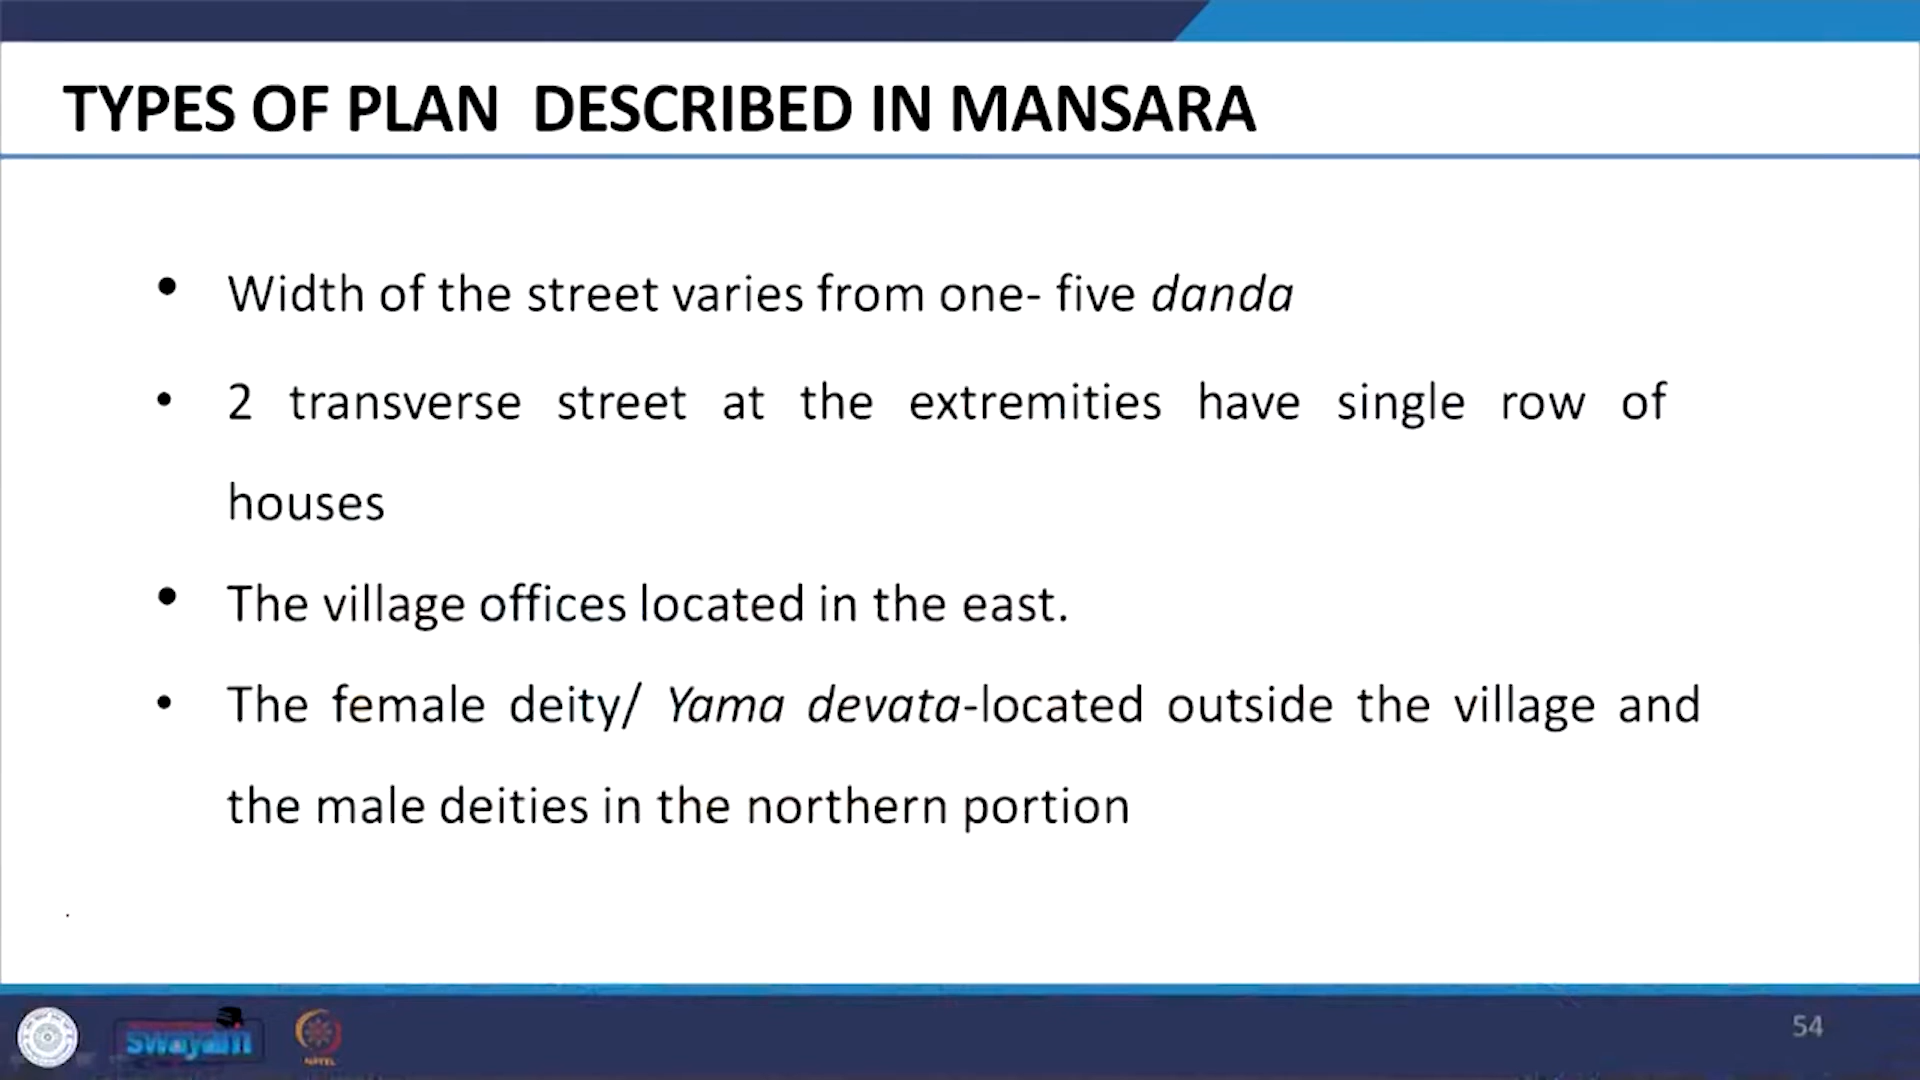 TYPES OF PLAN DESCRIBED IN MANSARA
• Width of the street varies from one- five danda
• 2 transverse street at the extremities have single row of
houses
• The village offices located in the east.
• The female deity/ Yama devata-located outside the village and
the male deities in the northern portion
.
swayam
NPTEL
54